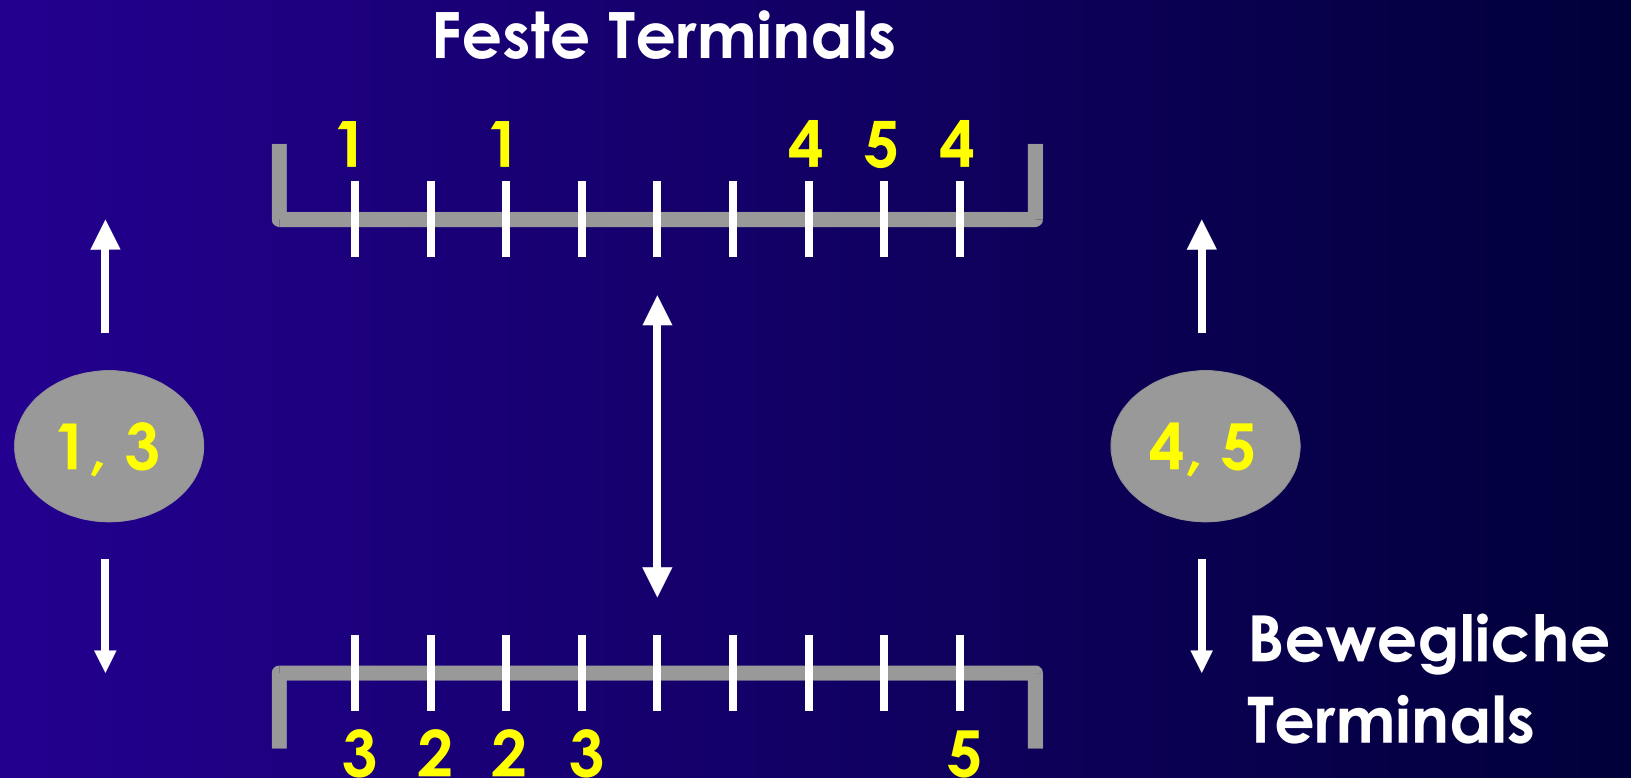 Feste Terminals
1 1 4 5 4
1, 3 4, 5
Bewegliche
Terminals
3 2 2 3 5